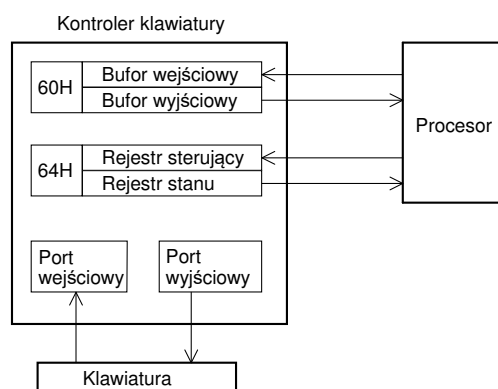 Kontroler klawiatury
60H
Bufor wejściowy
Bufor wyjściowy
Procesor
64H
Rejestr sterujący
Rejestr stanu
Port
wejściowy
Port
wyjściowy
Klawiatura